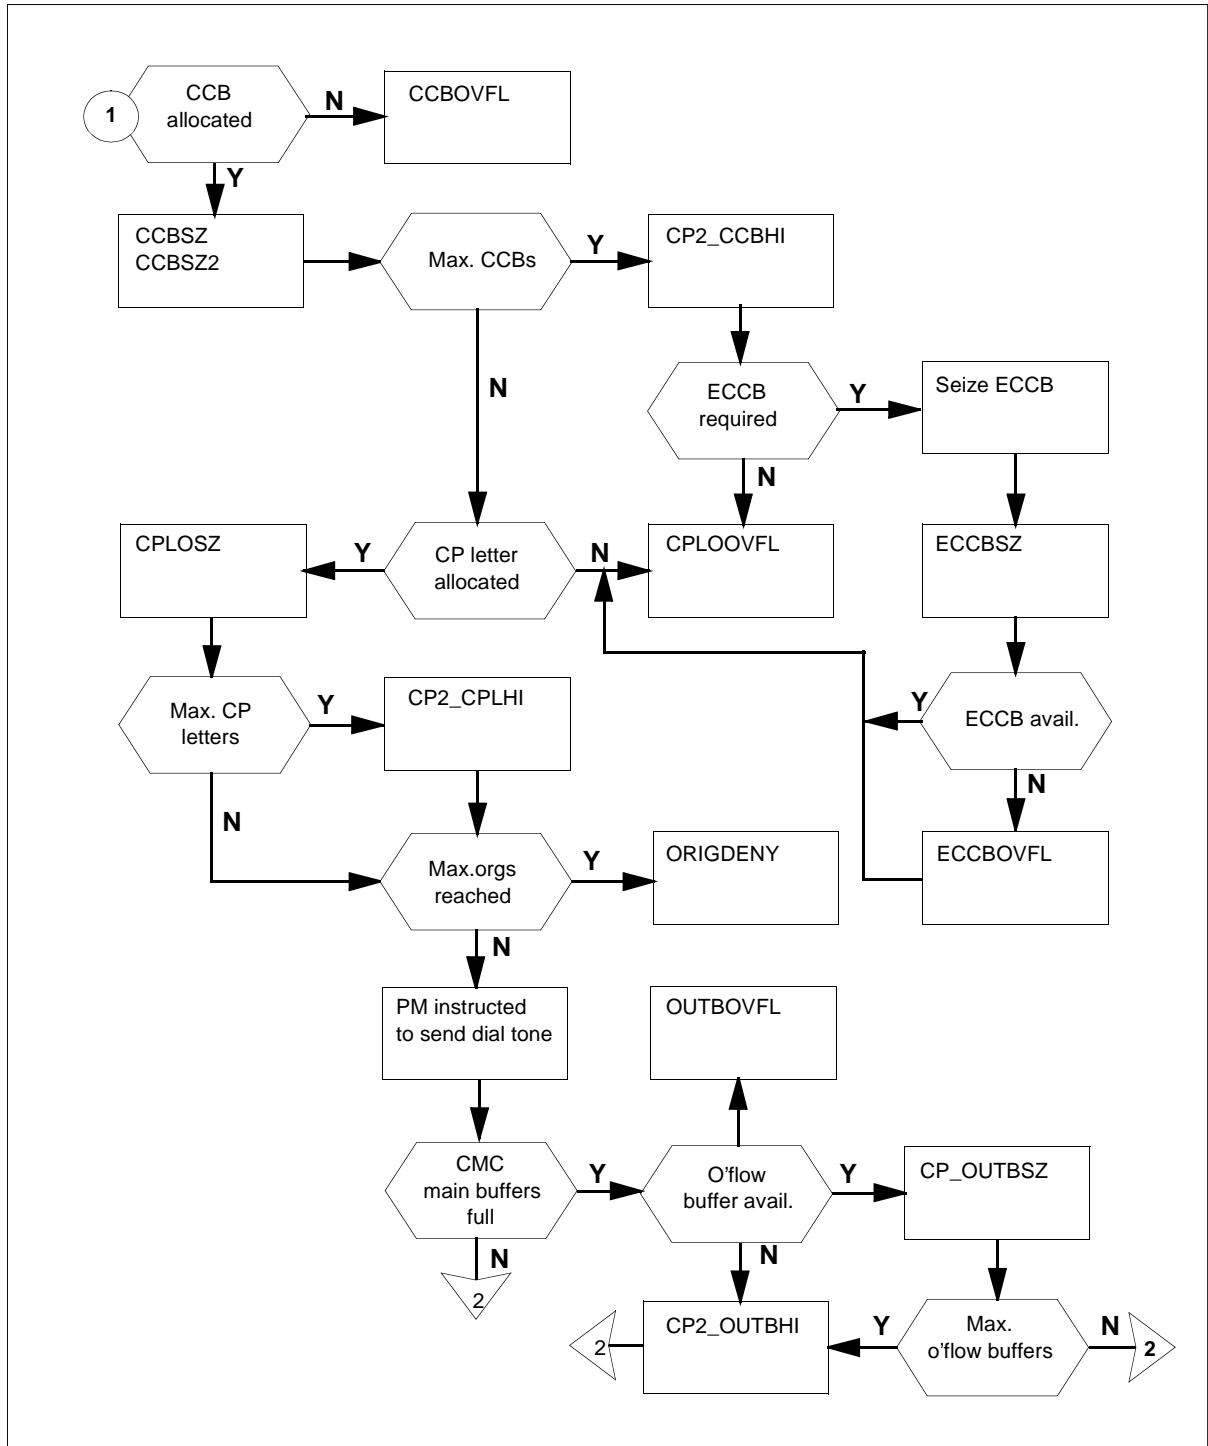 1
CCB
allocated
N
CCBOVFL
Y
CCBSZ
CCBSZ2
Max. CCBs
Y
CP2_CCBHI
N
ECCB
required
Y
Seize ECCB
N
CPLOSZ
Y
CP letter
allocated
N
CPLOOVFL
ECCBSZ
Max. CP
letters
Y
CP2_CPLHI
Y
ECCB avail.
N
N
Max.orgs
reached
Y
ORIGDENY
ECCBOVFL
N
PM instructed
to send dial tone
OUTBOVFL
CMC
main buffers
full
Y
O'flow
buffer avail.
Y
CP_OUTBSZ
N
N
2
2
CP2_OUTBHI
Y
Max.
o'flow buffers
N
2